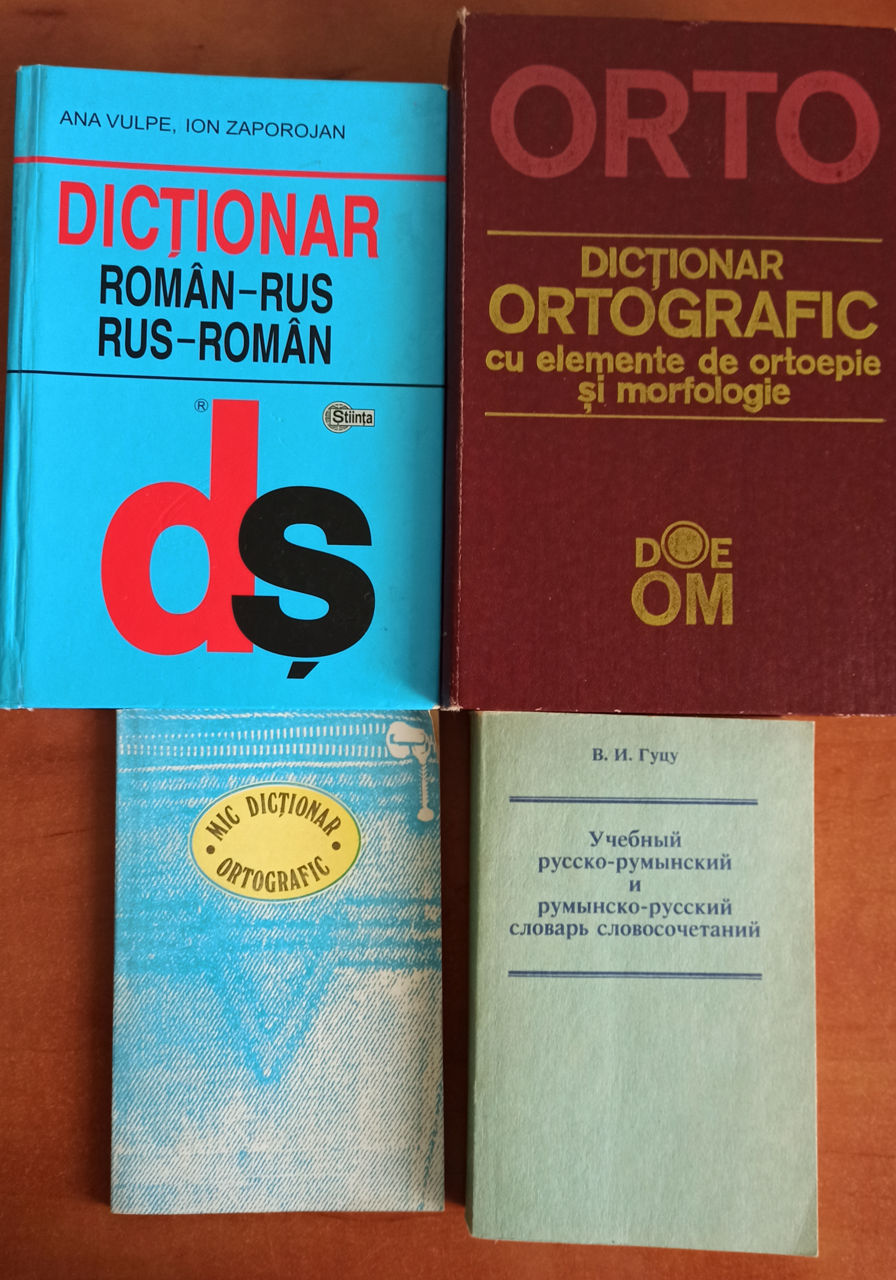 ANA VULPE, ION ZAPOROJAN
DICȚIONAR
ROMÂN-RUS
RUS-ROMÂN
®
Știința
dș
ORTO
DICȚIONAR
ORTOGRAFIC
cu elemente de ortoepie
și morfologie
DOE
OM
MIC DICȚIONAR
ORTOGRAFIC
В. И. Гуцу
Учебный
русско-румынский
и
румынско-русский
словарь словосочетаний